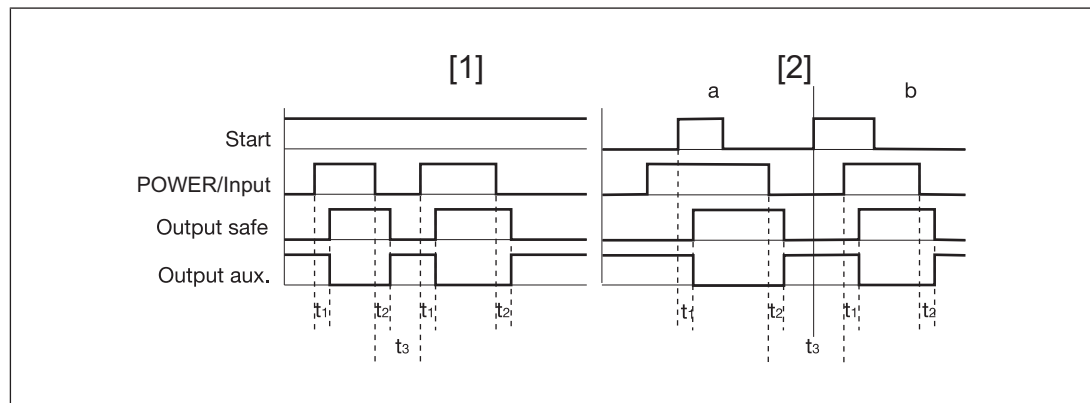 [1] [2]
a b
Start
POWER/Input
Output safe
Output aux.
t1 t2 t1 t2 t1 t2 t1 t2
t3 t3